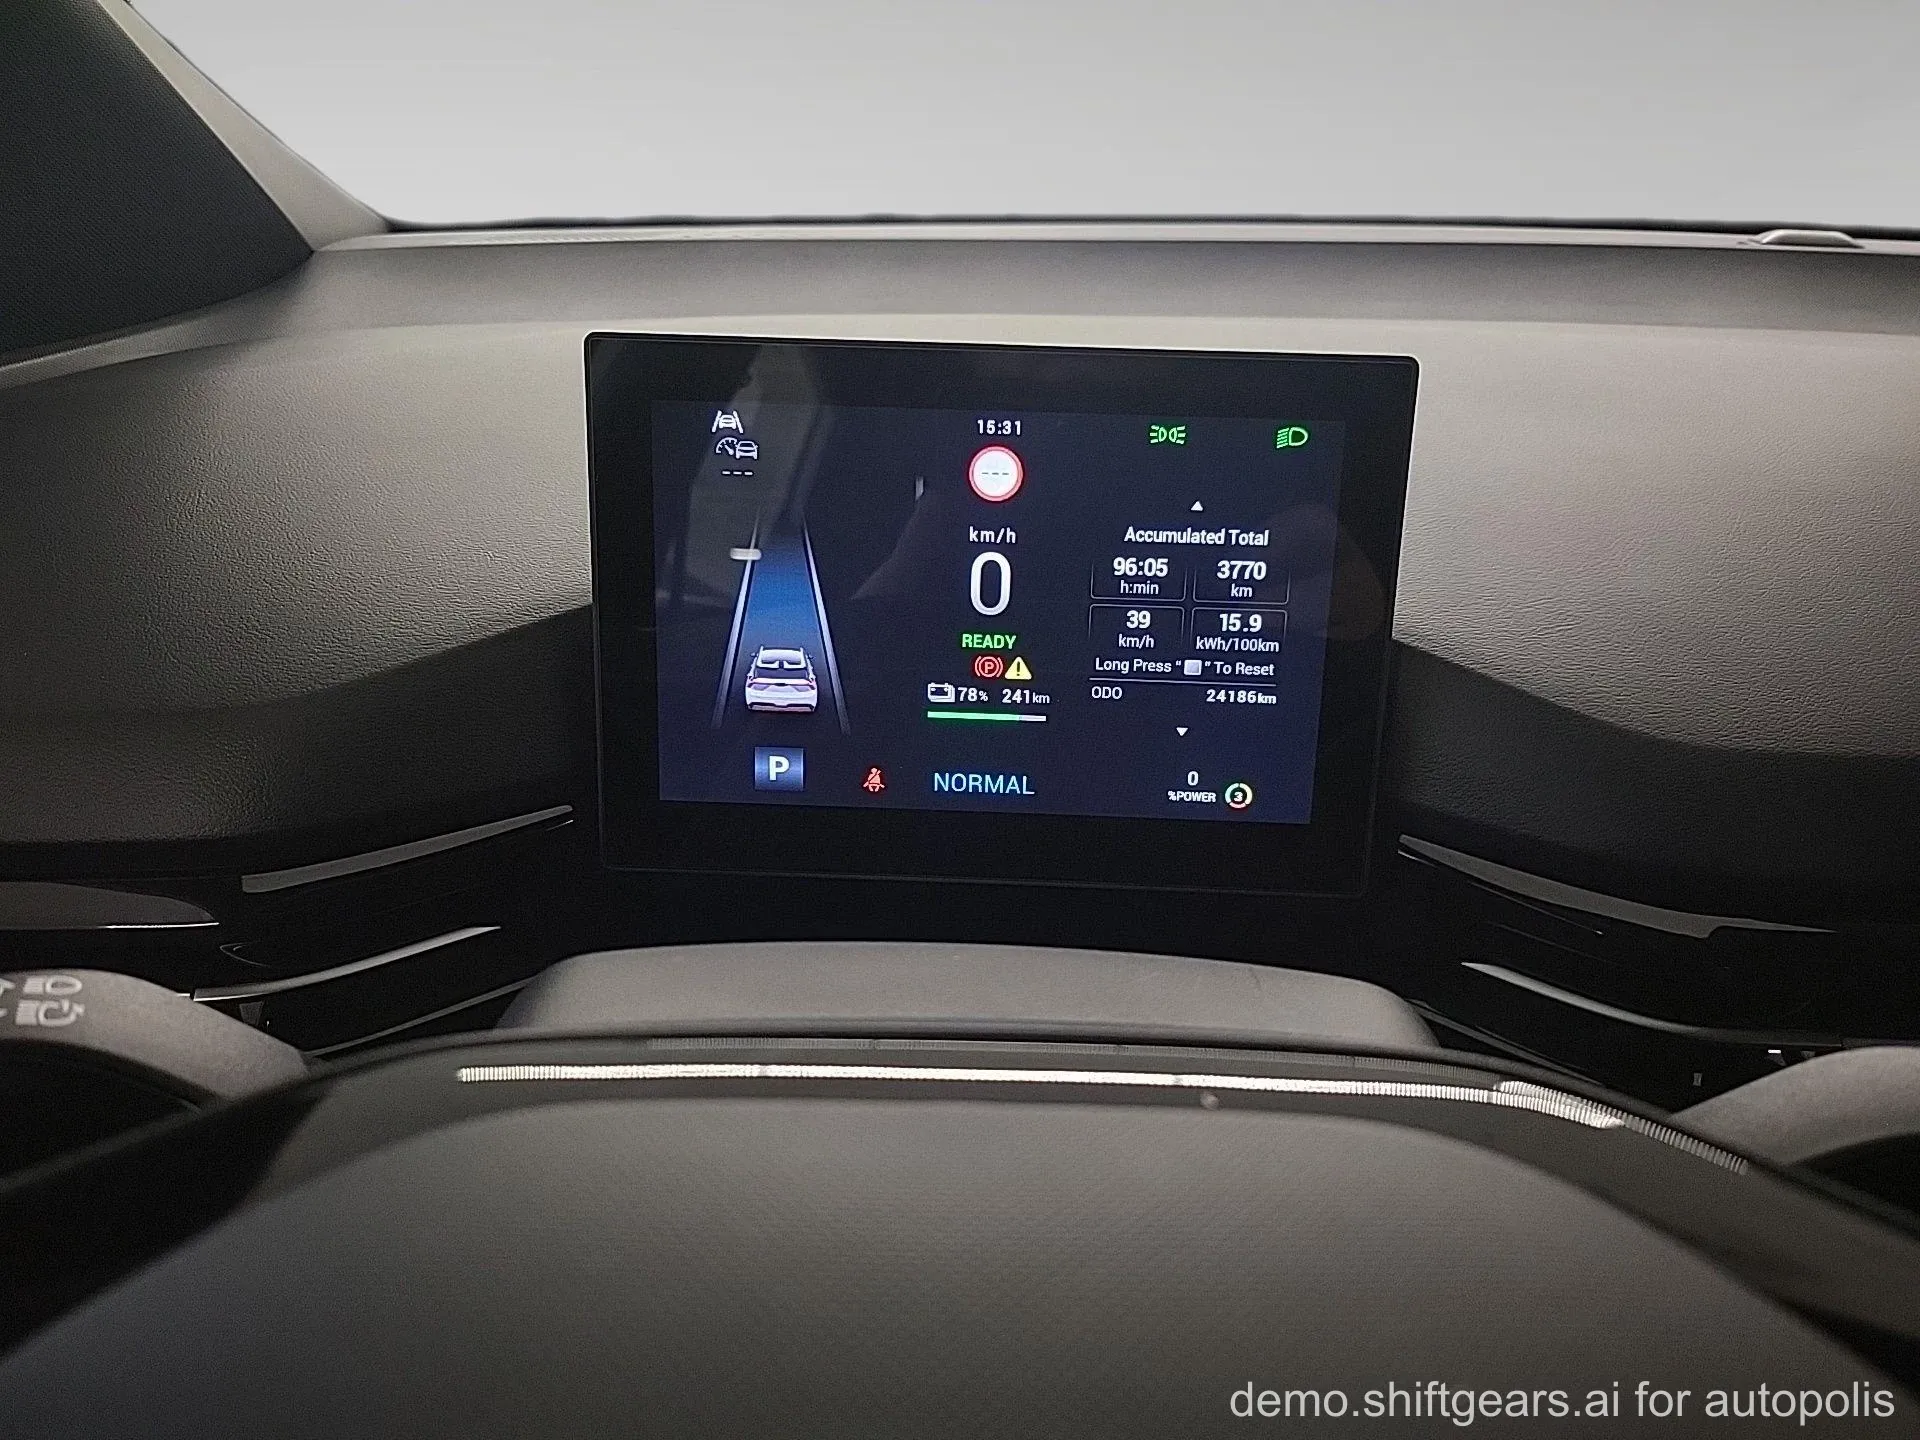 15:31
---
---
km/h
0
READY
78% 241km
P
NORMAL
Accumulated Total
96:05 3770
h:min km
39 15.9
km/h kWh/100km
Long Press " " To Reset
ODO 24186km
0
%POWER 3
demo.shiftgears.ai for autopolis